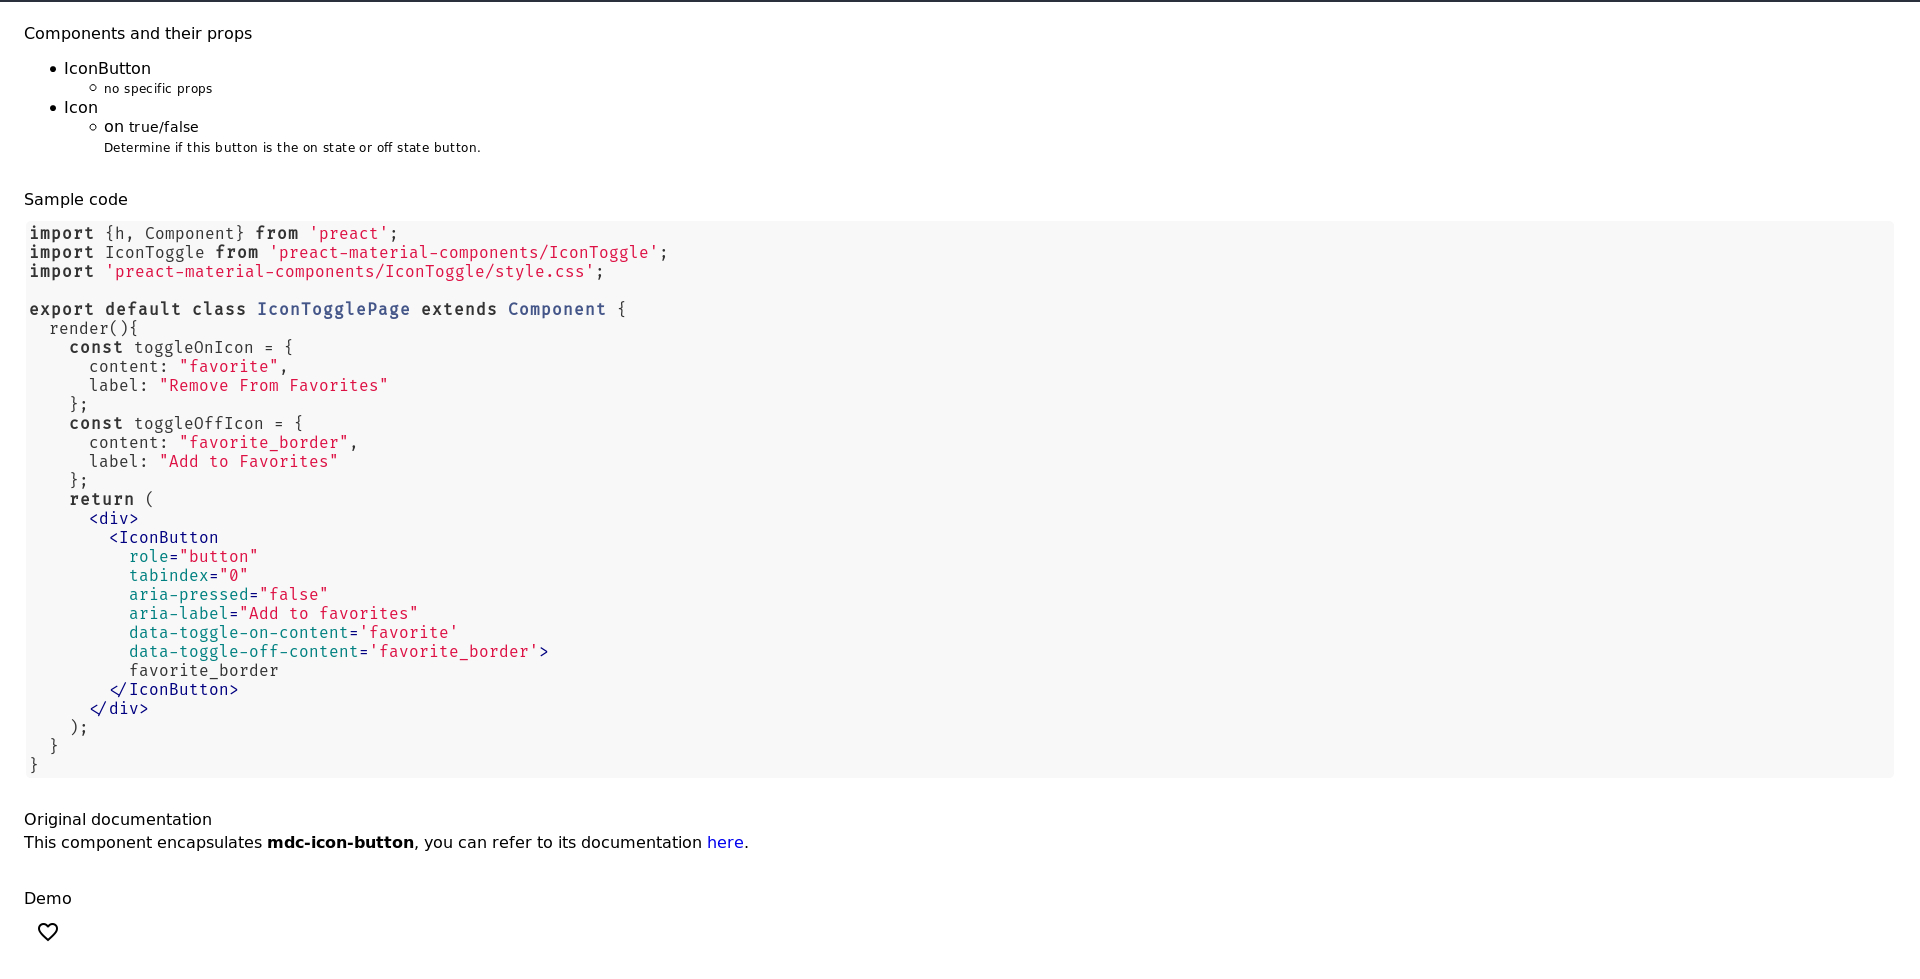 Components and their props
IconButton
no specific props
Icon
on true/false
Determine if this button is the on state or off state button.
Sample code
import {h, Component} from 'preact';
import IconToggle from 'preact-material-components/IconToggle';
import 'preact-material-components/IconToggle/style.css';
export default class IconTogglePage extends Component {
  render(){
    const toggleOnIcon = {
      content: "favorite",
      label: "Remove From Favorites"
    };
    const toggleOffIcon = {
      content: "favorite_border",
      label: "Add to Favorites"
    };
    return (
      <div>
        <IconButton
          role="button"
          tabindex="0"
          aria-pressed="false"
          aria-label="Add to favorites"
          data-toggle-on-content='favorite'
          data-toggle-off-content='favorite_border'>
          favorite_border
        </IconButton>
      </div>
    );
  }
}
Original documentation
This component encapsulates mdc-icon-button, you can refer to its documentation here.
Demo